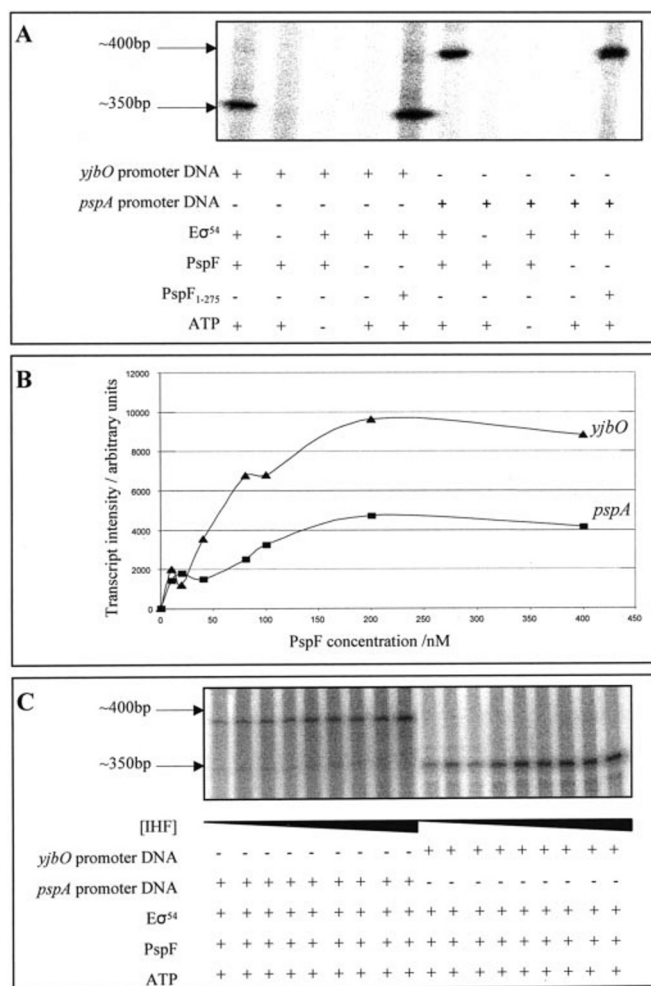 A
~400bp
~350bp
yjbO promoter DNA + + + + + - - - - -
pspA promoter DNA - - - - - + + + + +
Eσ⁵⁴ + - + + + + - + + +
PspF + + + - - + + + - -
PspF₁₋₂₇₅ - - - - + - - - - +
ATP + + - + + + + - + +
B
Transcript intensity / arbitrary units
12000
10000
8000
6000
4000
2000
0
yjbO
pspA
0 50 100 150 200 250 300 350 400 450
PspF concentration /nM
C
~400bp
~350bp
[IHF]
yjbO promoter DNA - - - - - - - - - + + + + + + + + +
pspA promoter DNA + + + + + + + + + - - - - - - - - -
Eσ⁵⁴ + + + + + + + + + + + + + + + + + +
PspF + + + + + + + + + + + + + + + + + +
ATP + + + + + + + + + + + + + + + + + +